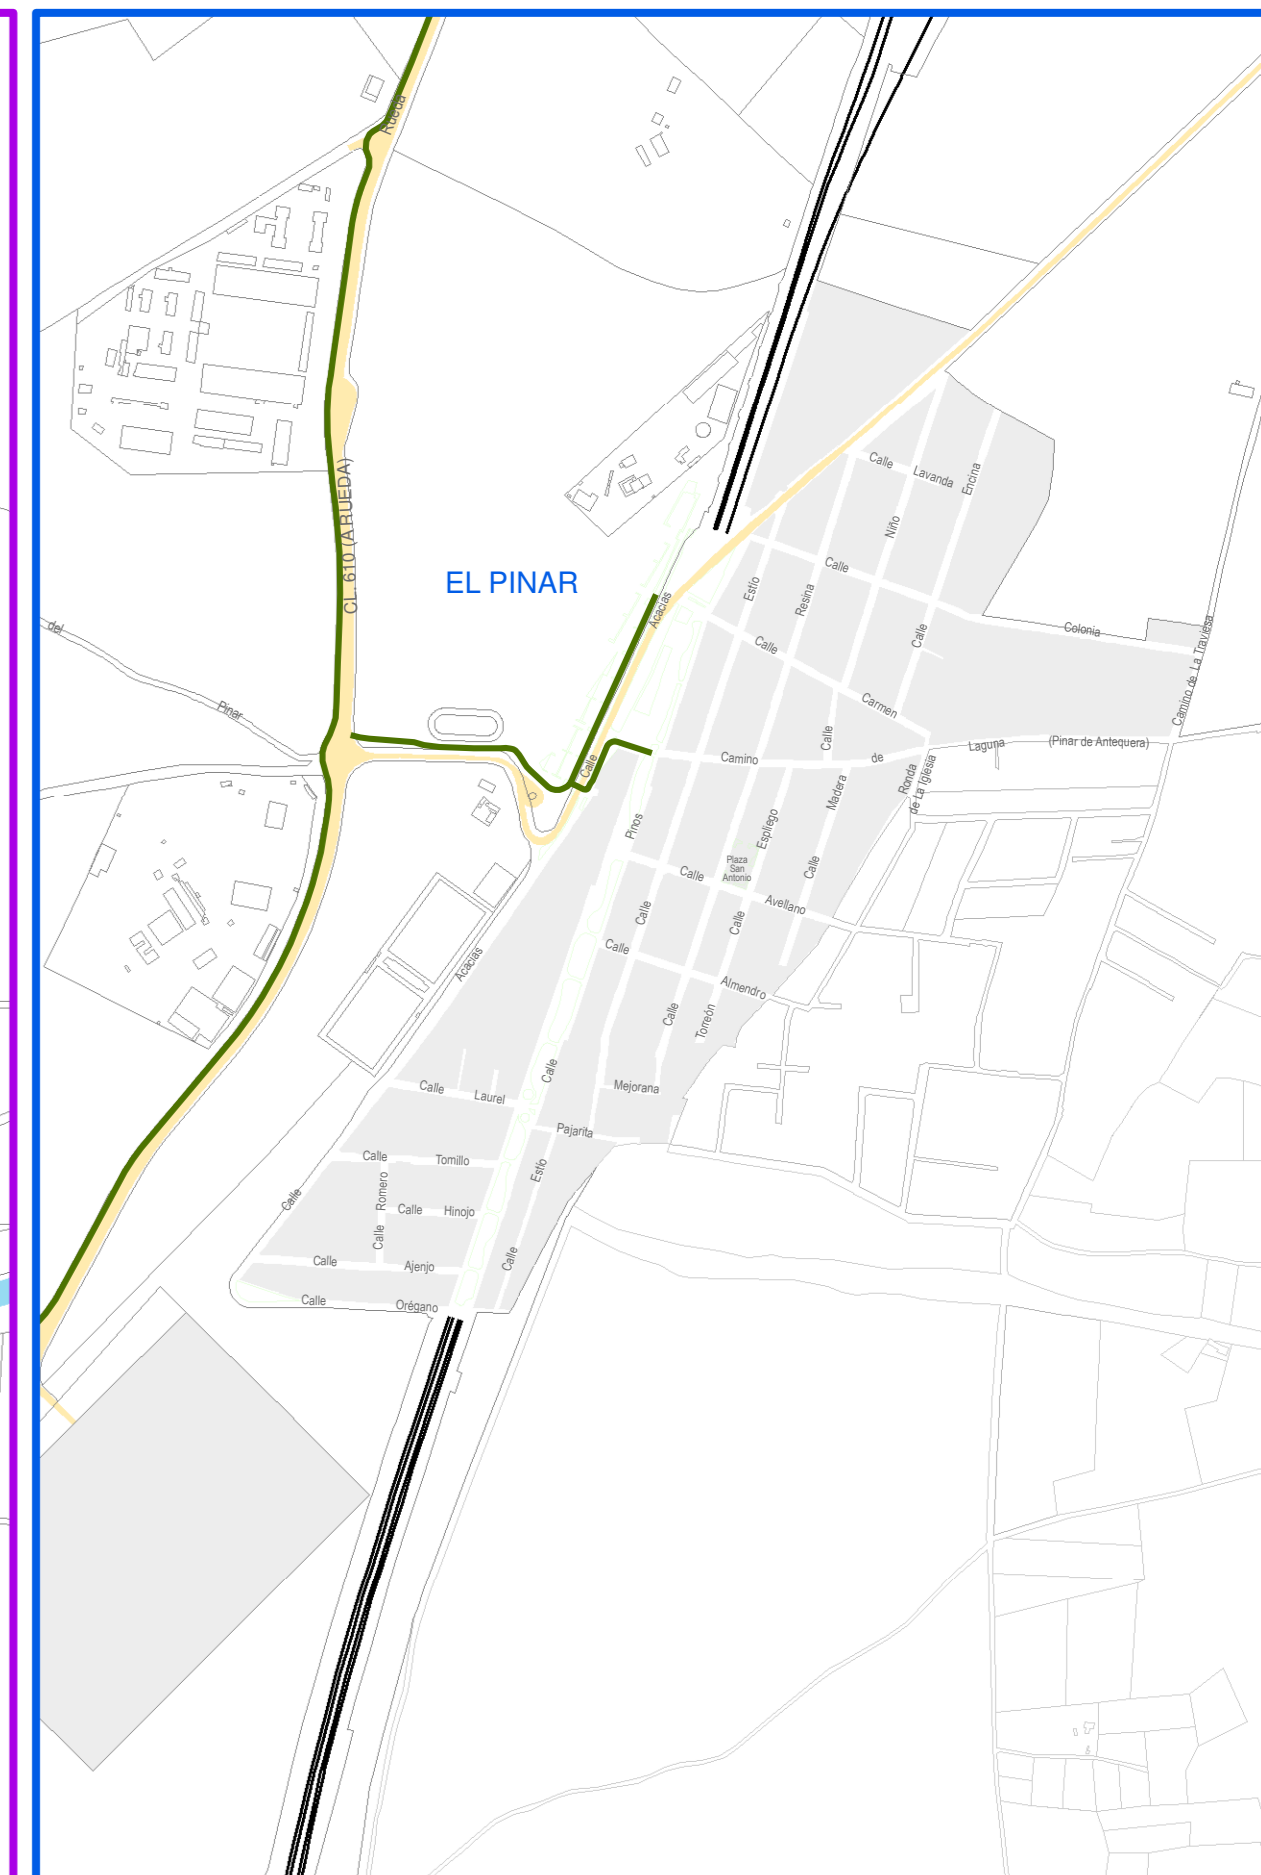 Rueda
CL. 610 (A RUEDA)
EL PINAR
del
Pinar
Calle
Lavanda
Encina
Niño
Calle
Estío
Resina
Acacias
Calle
Calle
Colonia
Camino de La Traviesa
Carmen
Calle
Calle
Camino
de
Laguna
(Pinar de Antequera)
Ronda
de La Iglesia
Madera
Espliego
Pinos
Plaza
San
Antonio
Calle
Calle
Avellano
Calle
Calle
Calle
Acacias
Almendro
Calle
Torreón
Calle
Calle
Laurel
Mejorana
Pajarita
Calle
Tomillo
Estío
Romero
Calle
Calle
Hinojo
Calle
Calle
Calle
Ajenjo
Calle
Orégano